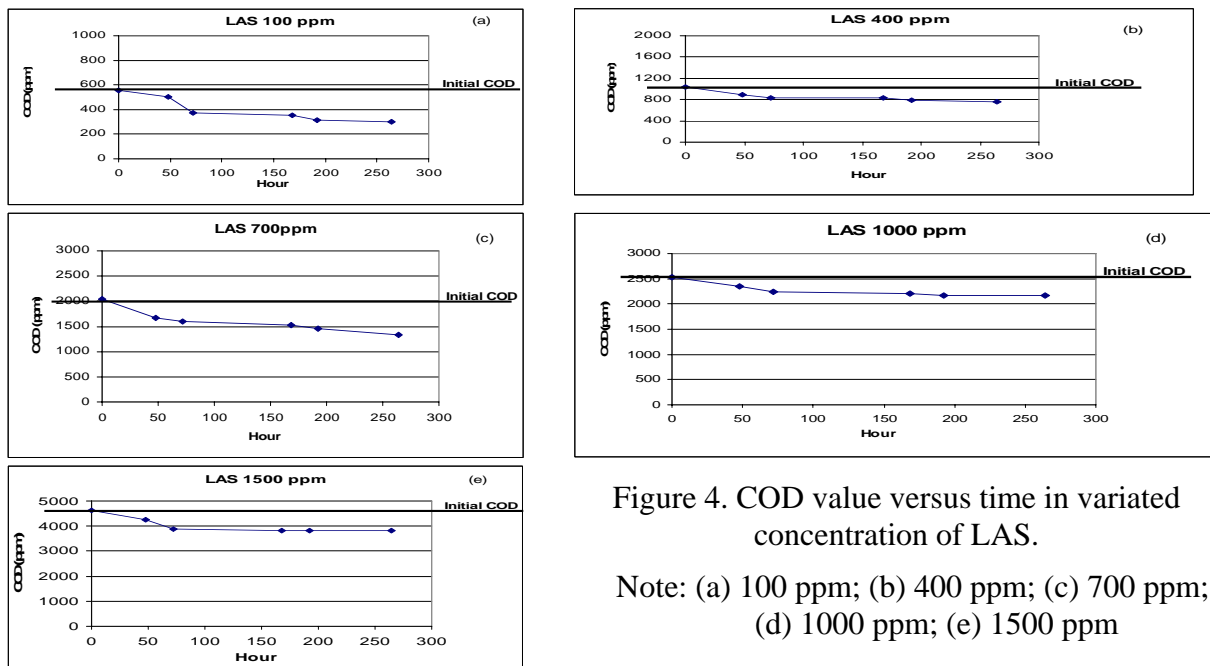 LAS 100 ppm
(a)
1000
800
600
400
200
0
COD(ppm)
Initial COD
0 50 100 150 200 250 300
Hour
LAS 400 ppm
(b)
2000
1600
1200
800
400
0
COD(ppm)
Initial COD
0 50 100 150 200 250 300
Hour
LAS 700ppm
(c)
3000
2500
2000
1500
1000
500
0
COD(ppm)
Initial COD
0 50 100 150 200 250 300
Hour
LAS 1000 ppm
(d)
3000
2500
2000
1500
1000
500
0
COD(ppm)
Initial COD
0 50 100 150 200 250 300
Hour
LAS 1500 ppm
(e)
5000
4000
3000
2000
1000
0
COD(ppm)
Initial COD
0 50 100 150 200 250 300
Hour
Figure 4. COD value versus time in variated
concentration of LAS.
Note: (a) 100 ppm; (b) 400 ppm; (c) 700 ppm;
(d) 1000 ppm; (e) 1500 ppm